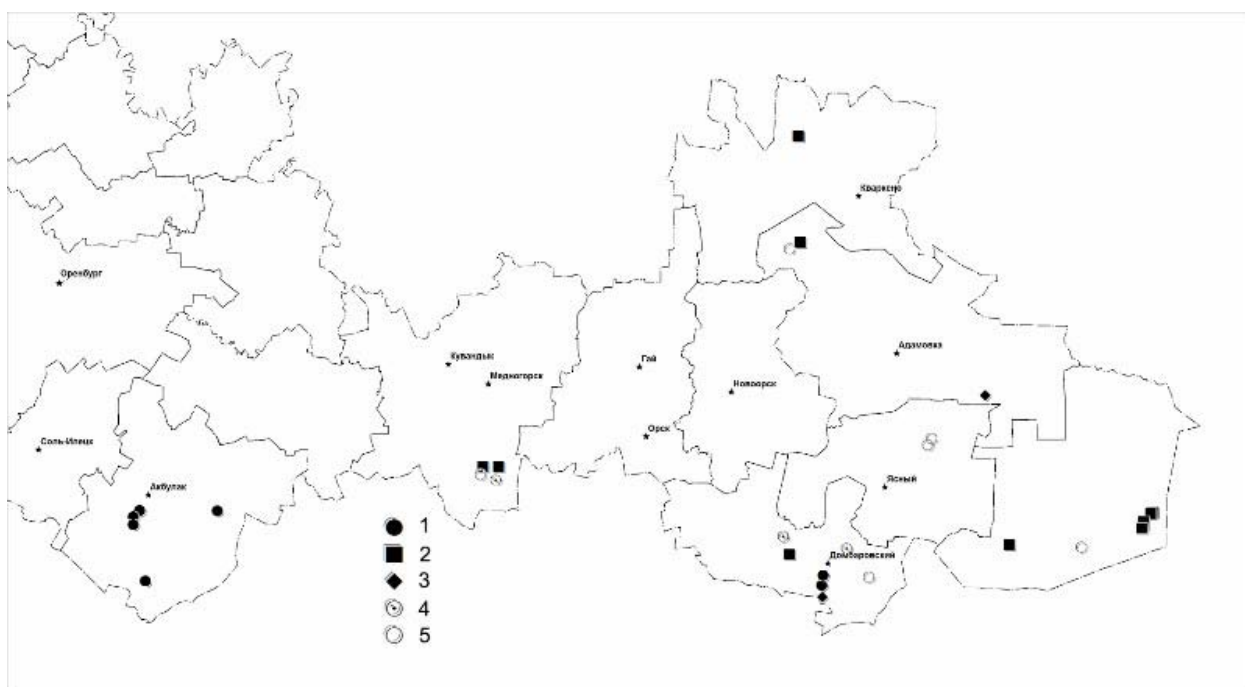 Кваркено
Оренбург
Адамовка
Кувандык
Гай
Медногорск
Новоорск
Орск
Соль-Илецк
Ясный
Акбулак
1
2
Домбаровский
3
4
5